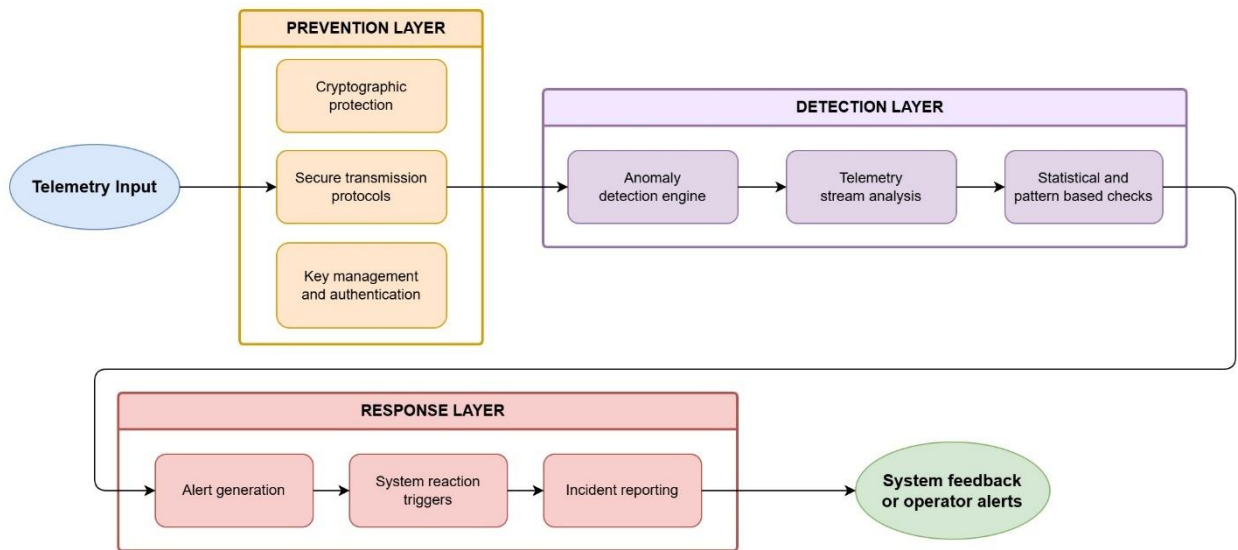 PREVENTION LAYER
Cryptographic
protection
Telemetry Input
Secure transmission
protocols
Key management
and authentication
DETECTION LAYER
Anomaly
detection engine
Telemetry
stream analysis
Statistical and
pattern based checks
RESPONSE LAYER
Alert generation
System reaction
triggers
Incident reporting
System feedback
or operator alerts